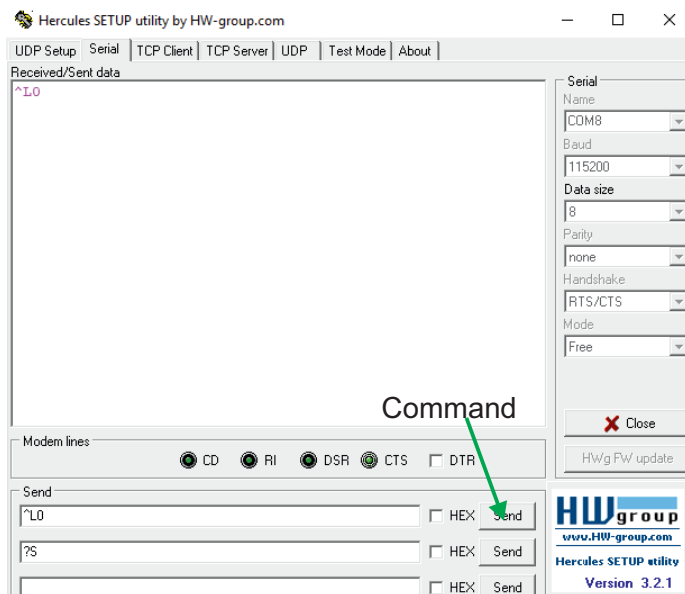 Hercules SETUP utility by HW-group.com
UDP Setup Serial TCP Client TCP Server UDP Test Mode About
Received/Sent data
^L0
Serial
Name
COM8
Baud
115200
Data size
8
Parity
none
Handshake
RTS/CTS
Mode
Free
Command
Close
HWg FW update
Modem lines
CD RI DSR CTS DTR
Send
^L0 HEX Send
?S HEX Send
HEX Send
HW group
www.HW-group.com
Hercules SETUP utility
Version 3.2.1